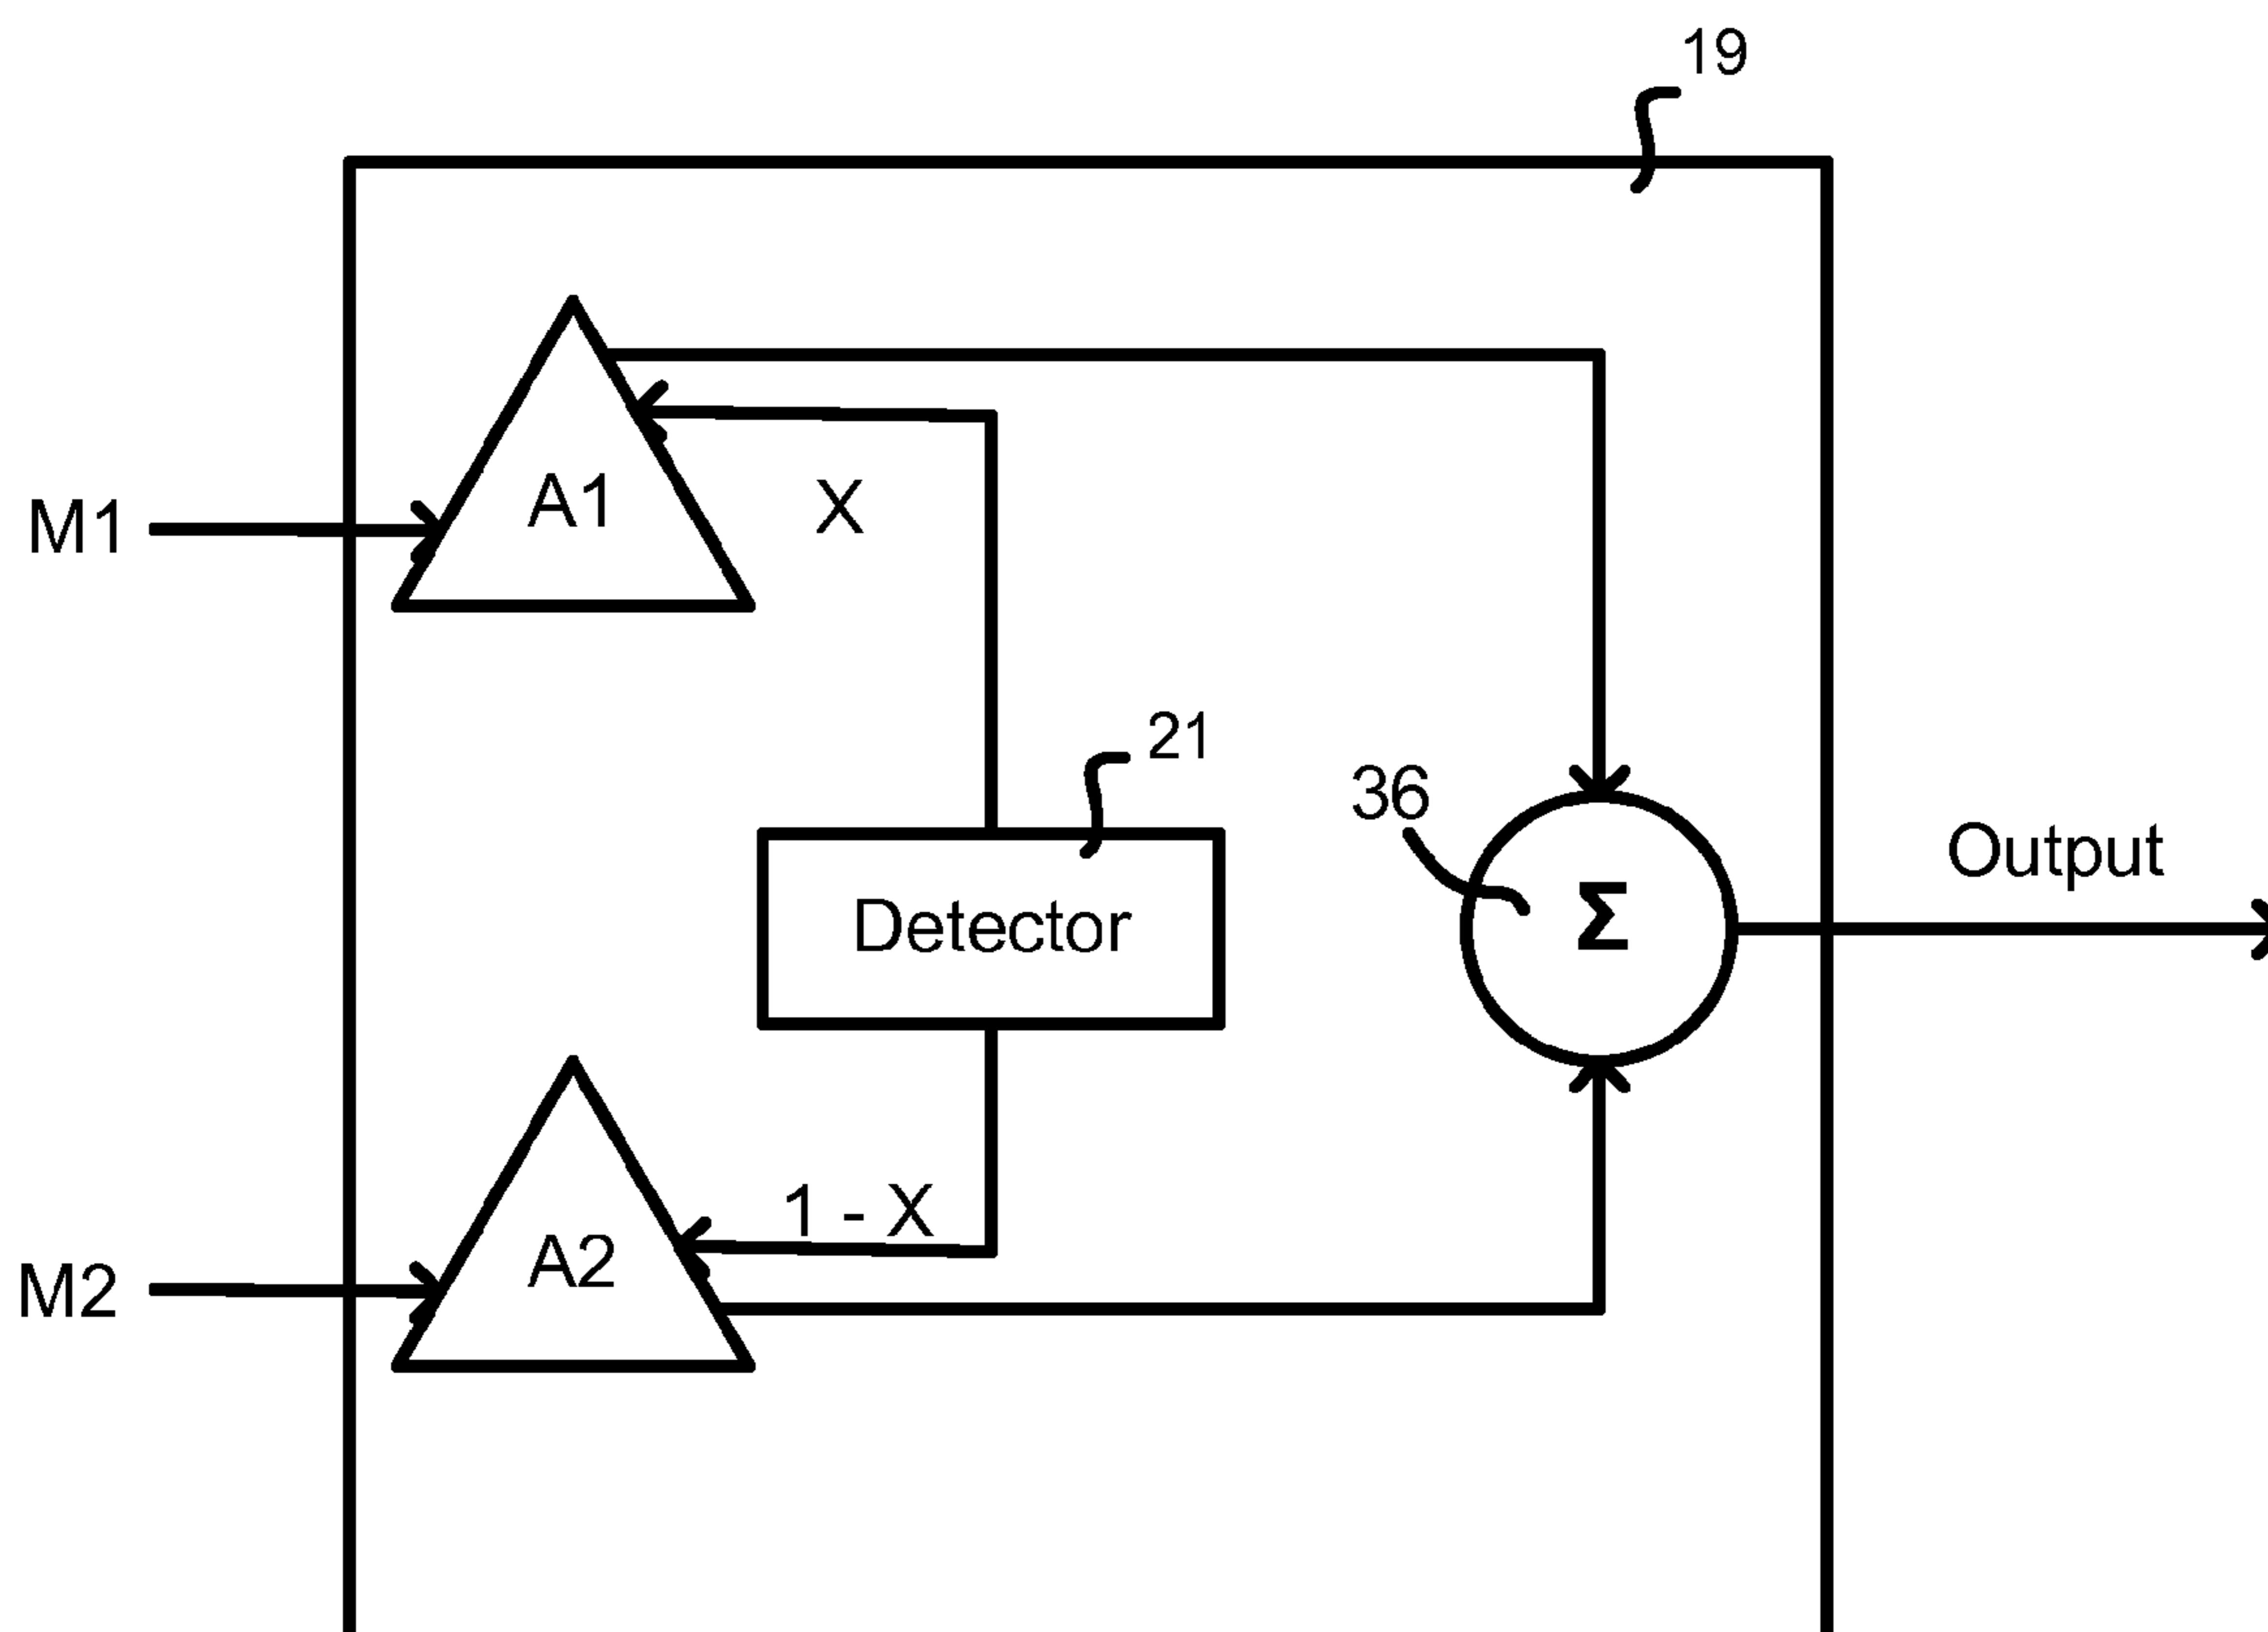 19
A1
X
M1
21
36
Output
Detector
Σ
1 - X
A2
M2